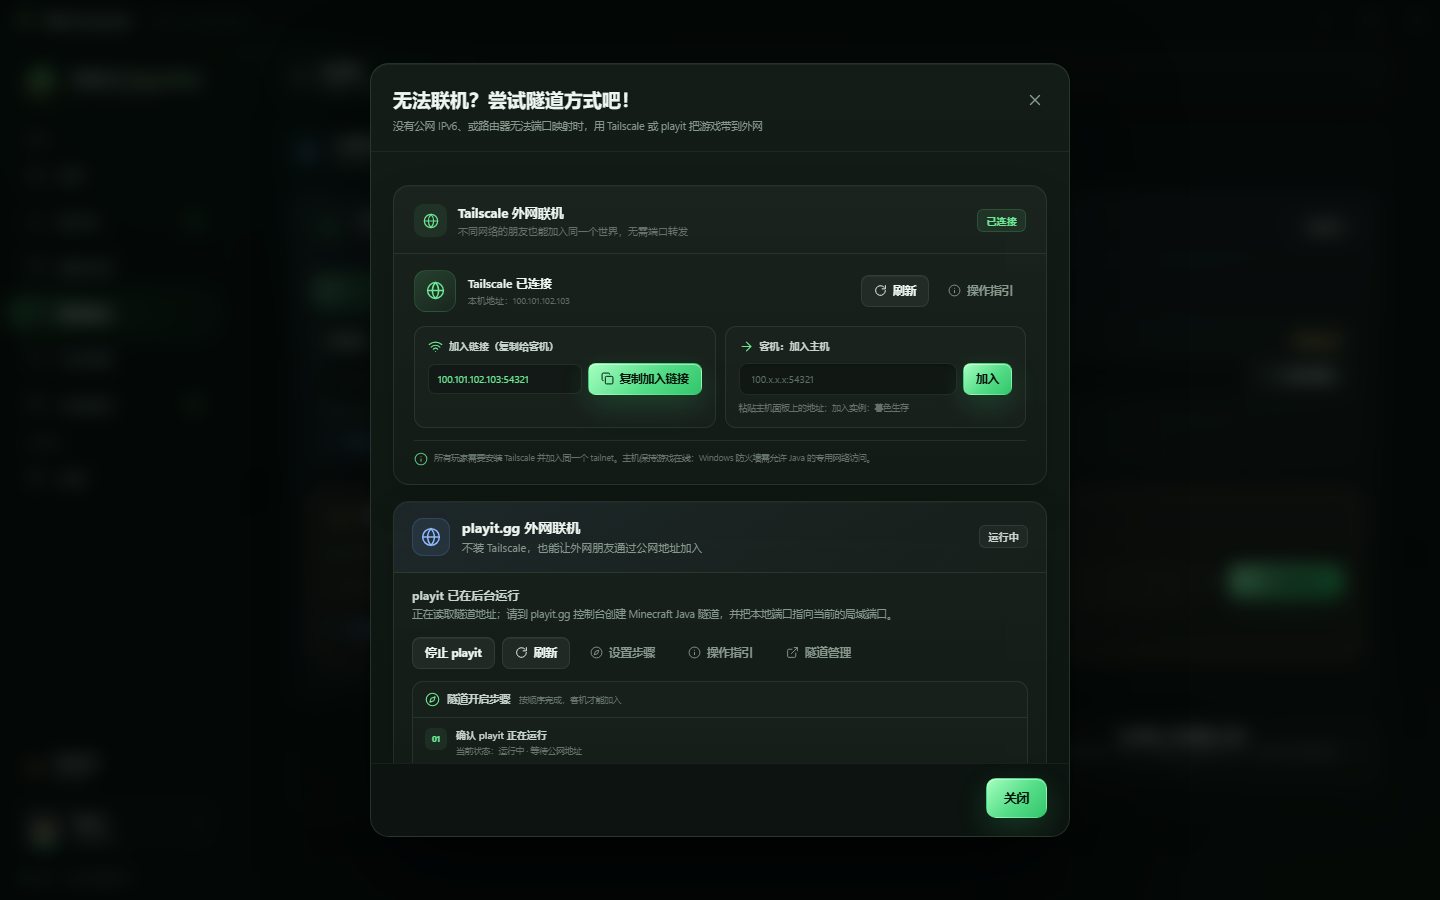 无法联机？尝试隧道方式吧！
没有公网 IPv6、或路由器无法端口映射时，用 Tailscale 或 playit 把游戏带到外网
Tailscale 外网联机
不同网络的朋友也能加入同一个世界，无需端口转发
已连接
Tailscale 已连接
本机地址：100.101.102.103
刷新
操作指引
加入链接（复制给客机）
100.101.102.103:54321
复制加入链接
客机：加入主机
100.x.x.x:54321
加入
粘贴主机面板上的地址；加入实例：暮色生存
所有玩家需要安装 Tailscale 并加入同一个 tailnet。主机保持游戏在线；Windows 防火墙需允许 Java 的专用网络访问。
playit.gg 外网联机
不装 Tailscale，也能让外网朋友通过公网地址加入
运行中
playit 已在后台运行
正在读取隧道地址；请到 playit.gg 控制台创建 Minecraft Java 隧道，并把本地端口指向当前的局域端口。
停止 playit
刷新
设置步骤
操作指引
隧道管理
隧道开启步骤
按顺序完成，客机才能加入
01
确认 playit 正在运行
当前状态：运行中 · 等待公网地址
关闭